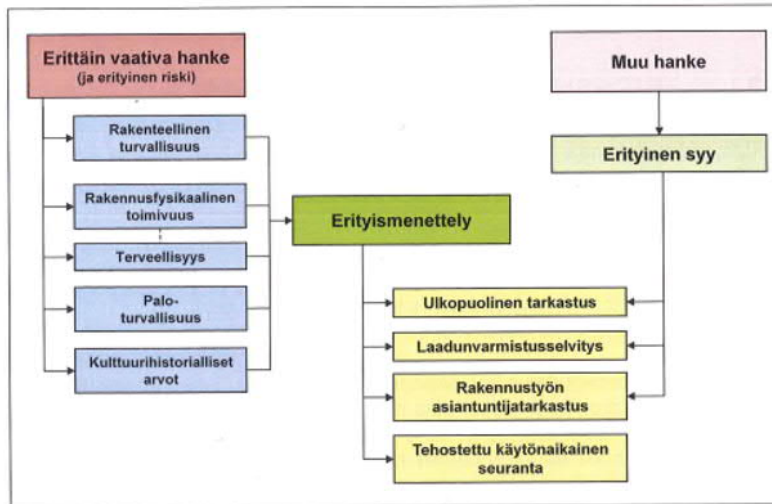 Erittäin vaativa hanke
(ja erityinen riski)
Muu hanke
Rakenteellinen
turvallisuus
Erityinen syy
Rakennusfysikaalinen
toimivuus
Erityismenettely
Terveellisyys
Palo-
turvallisuus
Kulttuurihistorialliset
arvot
Ulkopuolinen tarkastus
Laadunvarmistusselvitys
Rakennustyön
asiantuntijatarkastus
Tehostettu käytönaikainen
seuranta